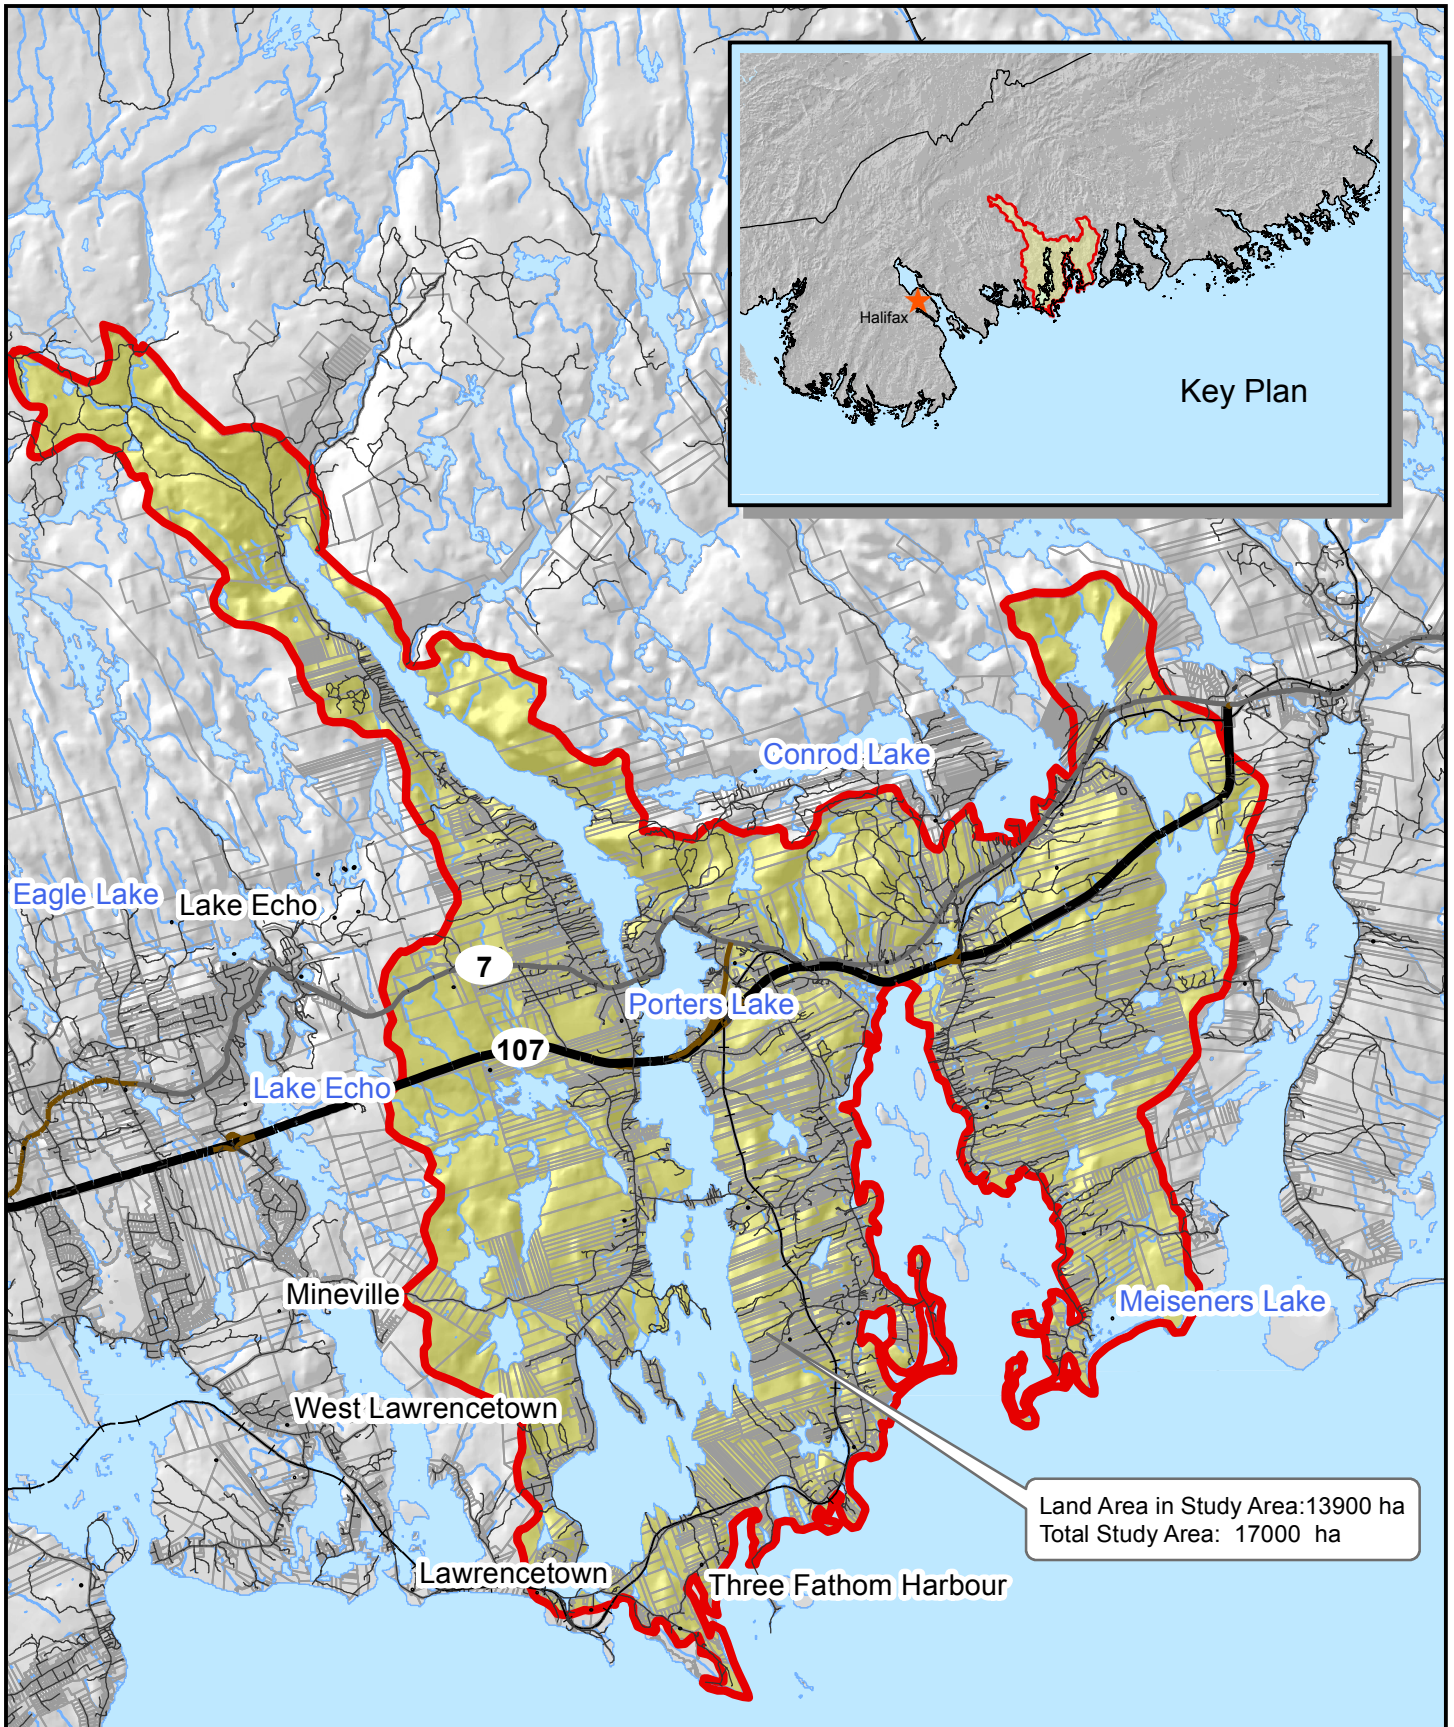 Halifax
Key Plan
Conrod Lake
Eagle Lake
Lake Echo
7
Porters Lake
107
Lake Echo
Mineville
Meiseners Lake
West Lawrencetown
Land Area in Study Area:13900 ha
Total Study Area: 17000 ha
Lawrencetown
Three Fathom Harbour